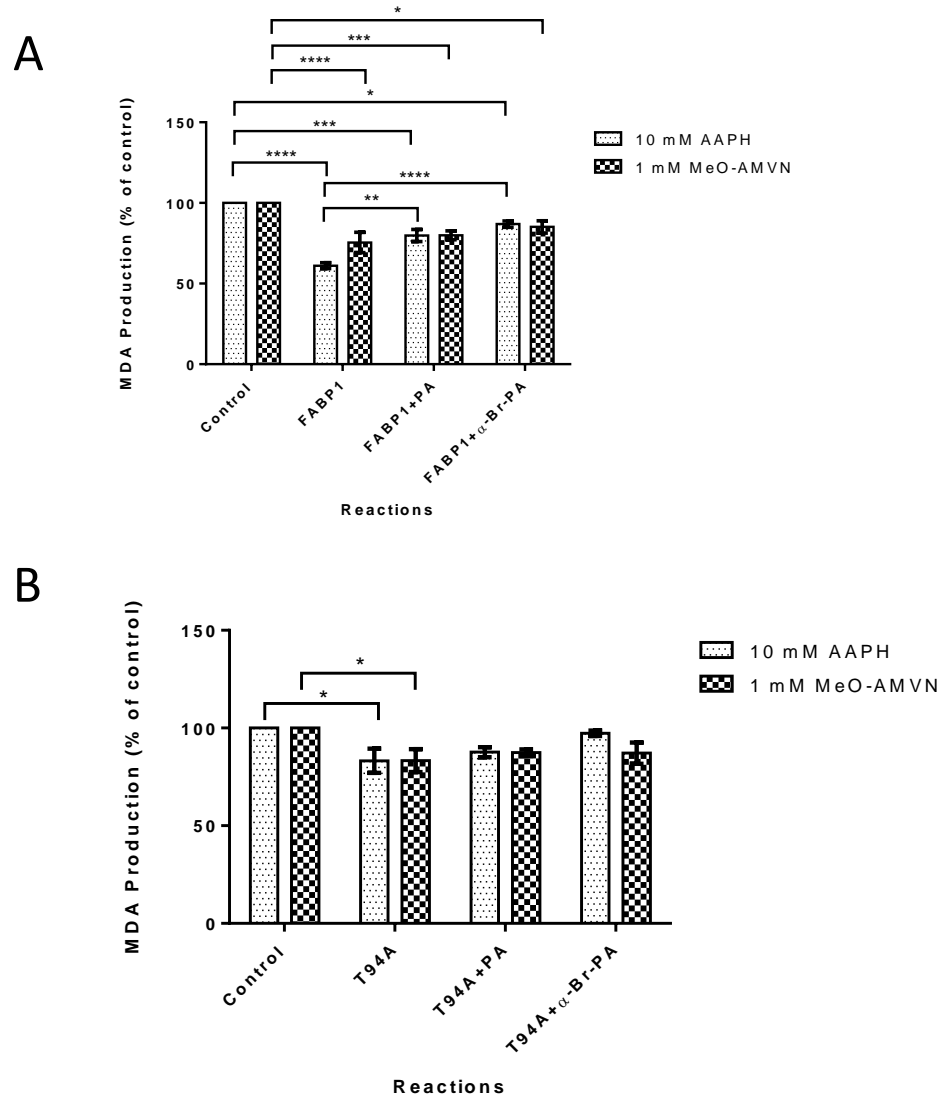 A
*
***
****
*
***
****
****
**
MDA Production (% of control)
150
100
50
0
10 mM AAPH
1 mM MeO-AMVN
Control
FABP1
FABP1+PA
FABP1+α-Br-PA
Reactions
B
*
*
MDA Production (% of control)
150
100
50
0
10 mM AAPH
1 mM MeO-AMVN
Control
T94A
T94A+PA
T94A+α-Br-PA
Reactions